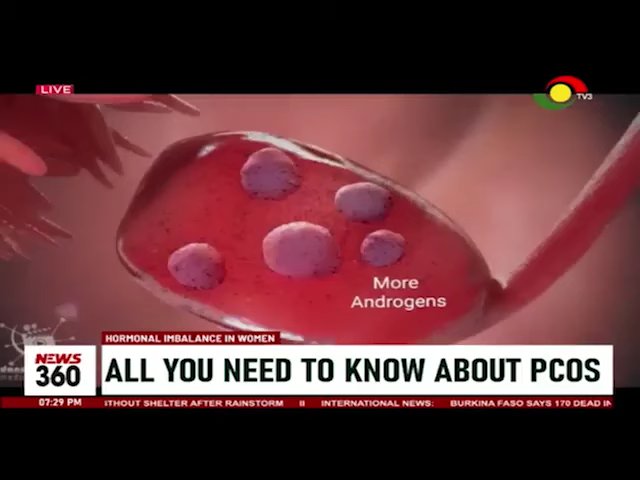 LIVE
TV3
More
Androgens
HORMONAL IMBALANCE IN WOMEN
NEWS
360
ALL YOU NEED TO KNOW ABOUT PCOS
07:29 PM
ITHOUT SHELTER AFTER RAINSTORM II INTERNATIONAL NEWS: BURKINA FASO SAYS 170 DEAD IN